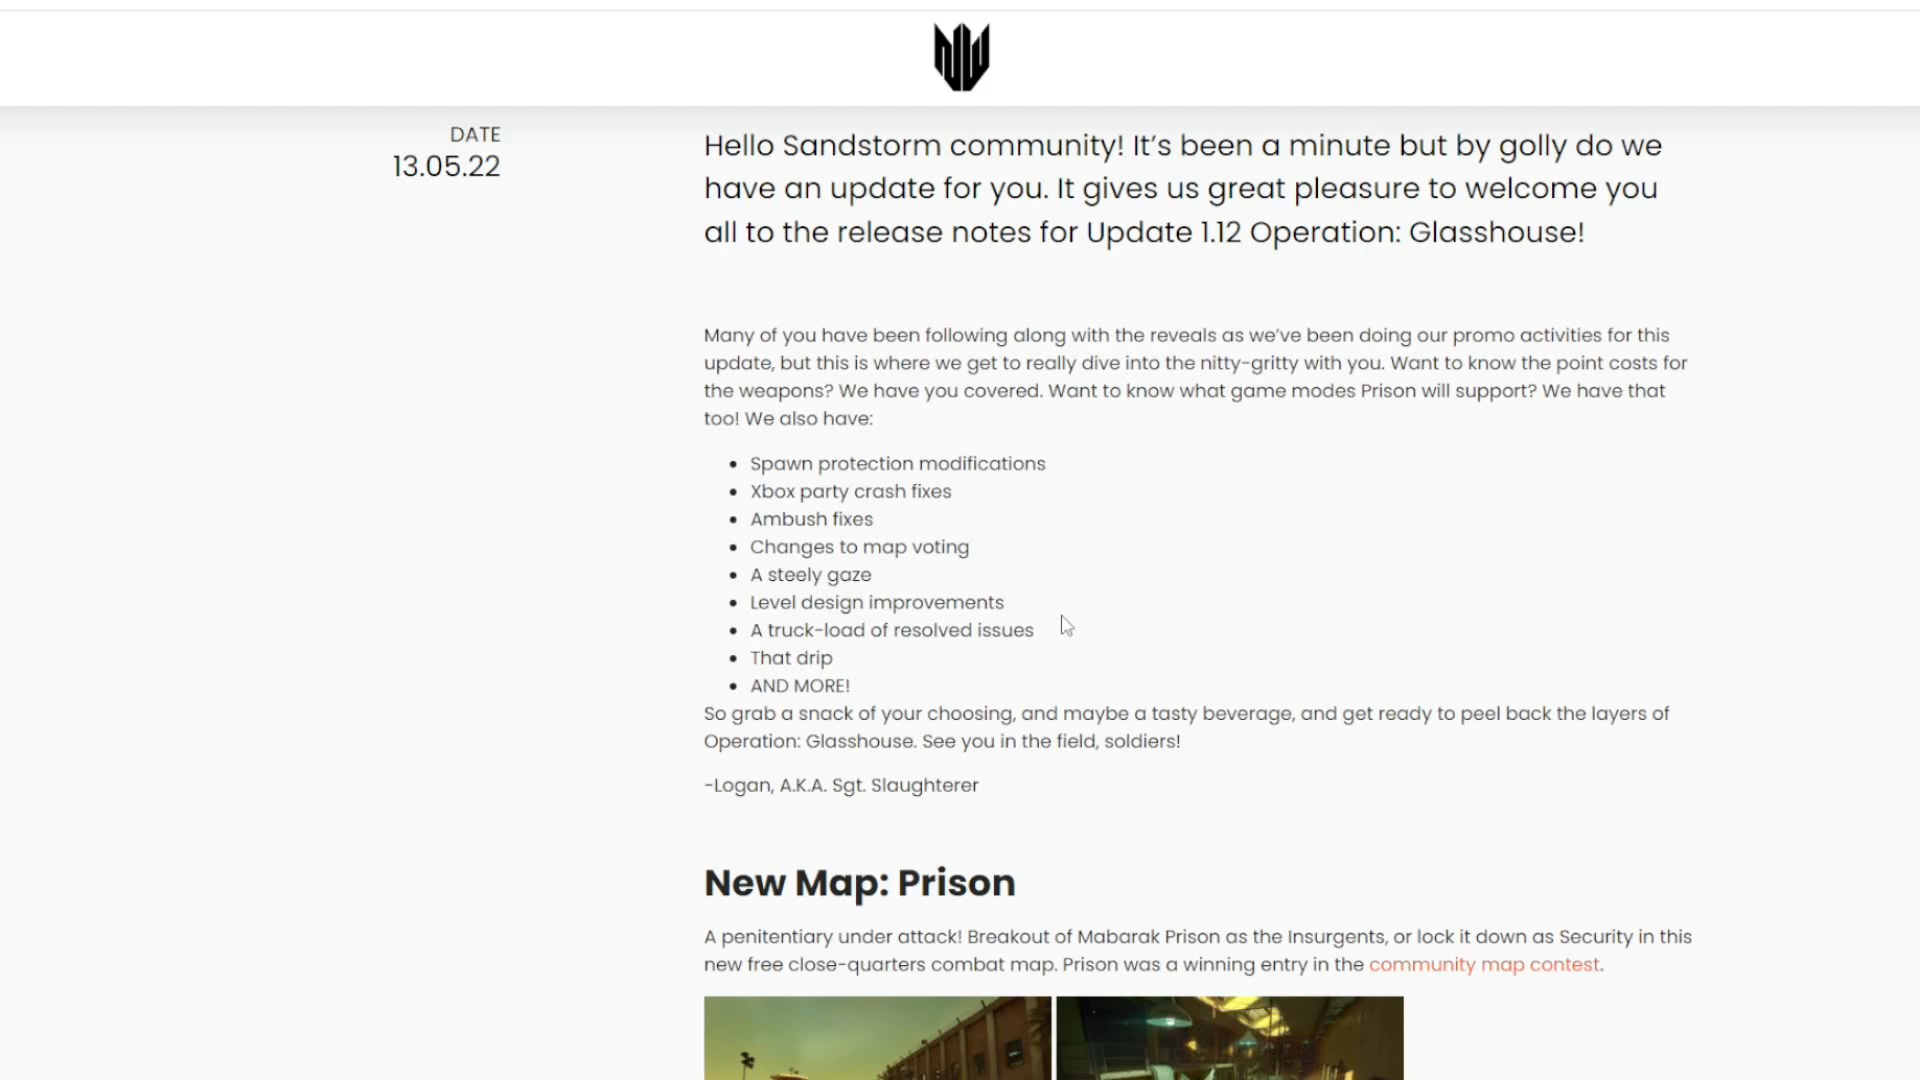 DATE
13.05.22
Hello Sandstorm community! It’s been a minute but by golly do we
have an update for you. It gives us great pleasure to welcome you
all to the release notes for Update 1.12 Operation: Glasshouse!
Many of you have been following along with the reveals as we’ve been doing our promo activities for this
update, but this is where we get to really dive into the nitty-gritty with you. Want to know the point costs for
the weapons? We have you covered. Want to know what game modes Prison will support? We have that
too! We also have:
• Spawn protection modifications
• Xbox party crash fixes
• Ambush fixes
• Changes to map voting
• A steely gaze
• Level design improvements
• A truck-load of resolved issues
• That drip
• AND MORE!
So grab a snack of your choosing, and maybe a tasty beverage, and get ready to peel back the layers of
Operation: Glasshouse. See you in the field, soldiers!
-Logan, A.K.A. Sgt. Slaughterer
New Map: Prison
A penitentiary under attack! Breakout of Mabarak Prison as the Insurgents, or lock it down as Security in this
new free close-quarters combat map. Prison was a winning entry in the community map contest.